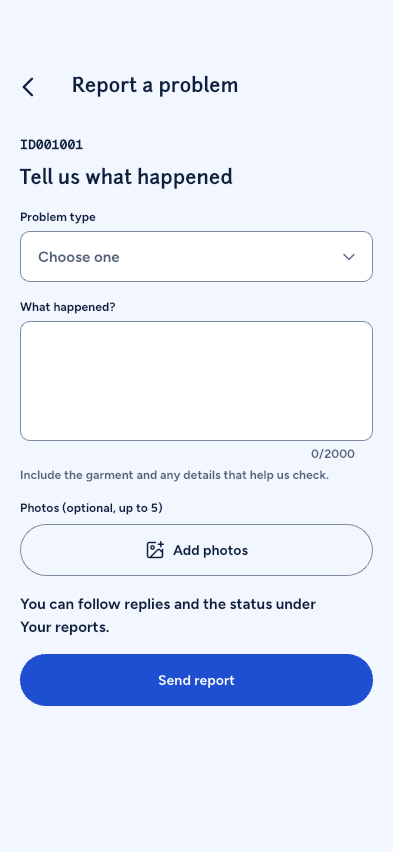 Report a problem
ID001001
Tell us what happened
Problem type
Choose one
What happened?
0/2000
Include the garment and any details that help us check.
Photos (optional, up to 5)
Add photos
You can follow replies and the status under
Your reports.
Send report